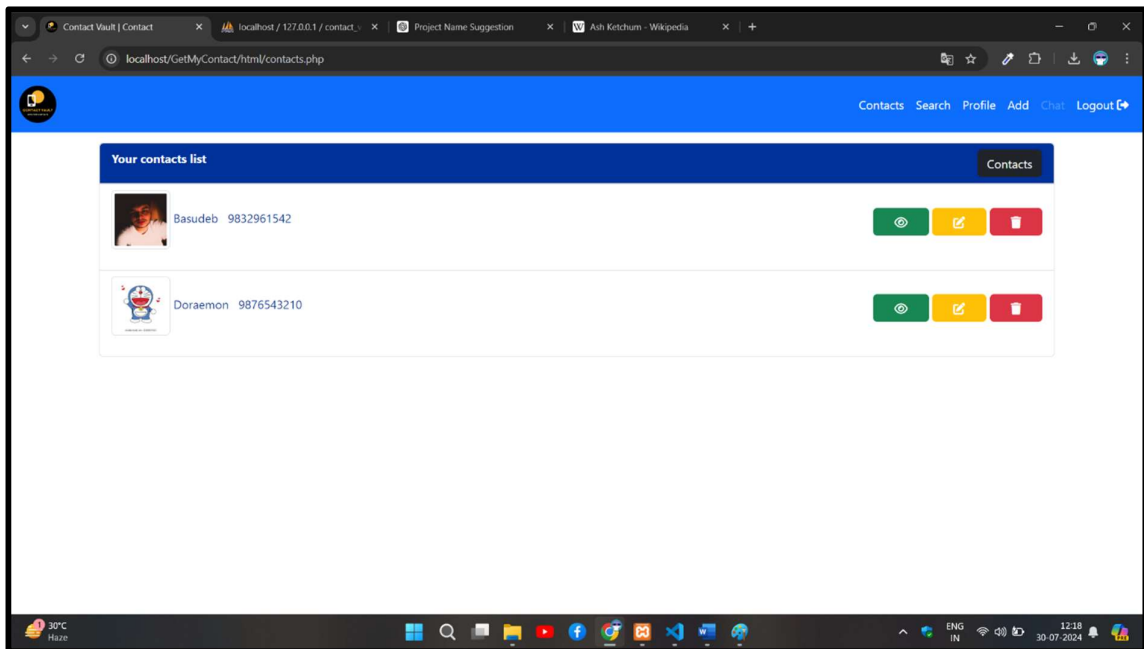 Contact Vault | Contact
localhost / 127.0.0.1 / contact_v
Project Name Suggestion
Ash Ketchum - Wikipedia
localhost/GetMyContact/html/contacts.php
Contacts Search Profile Add Chat Logout
Your contacts list
Contacts
Basudeb 9832961542
Doraemon 9876543210
30°C
Haze
ENG
IN
12:18
30-07-2024